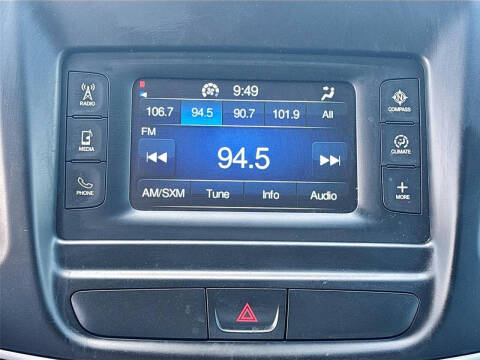 9:49
RADIO
106.7 94.5 90.7 101.9 All
COMPASS
FM
MEDIA
94.5
CLIMATE
PHONE
AM/SXM Tune Info Audio
MORE